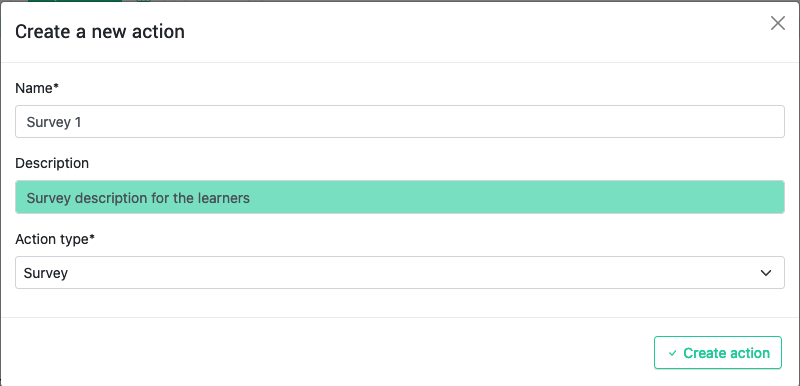 Create a new action
Name*
Survey 1
Description
Survey description for the learners
Action type*
Survey
Create action